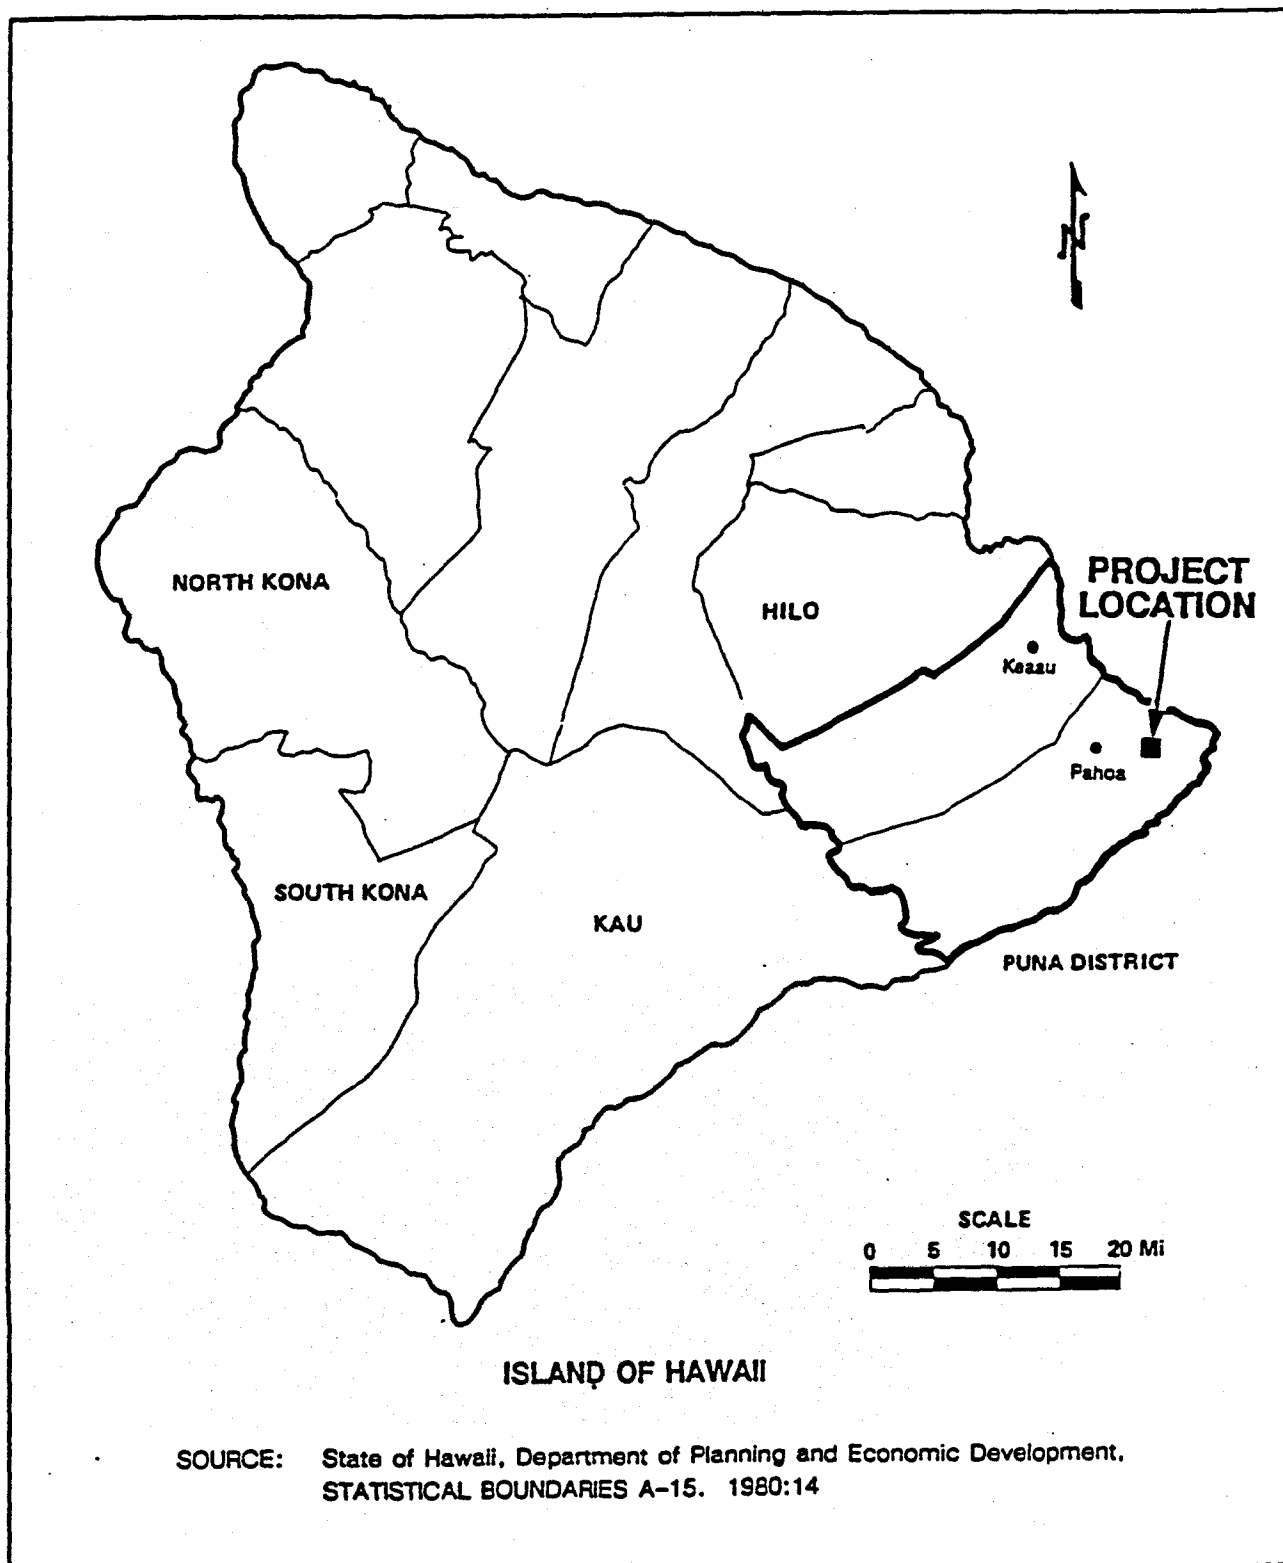 N
PROJECT
LOCATION
NORTH KONA
HILO
Keaau
Pahoa
SOUTH KONA
KAU
PUNA DISTRICT
SCALE
0 5 10 15 20 Mi
ISLAND OF HAWAII
SOURCE: State of Hawaii, Department of Planning and Economic Development,
STATISTICAL BOUNDARIES A-15. 1980:14